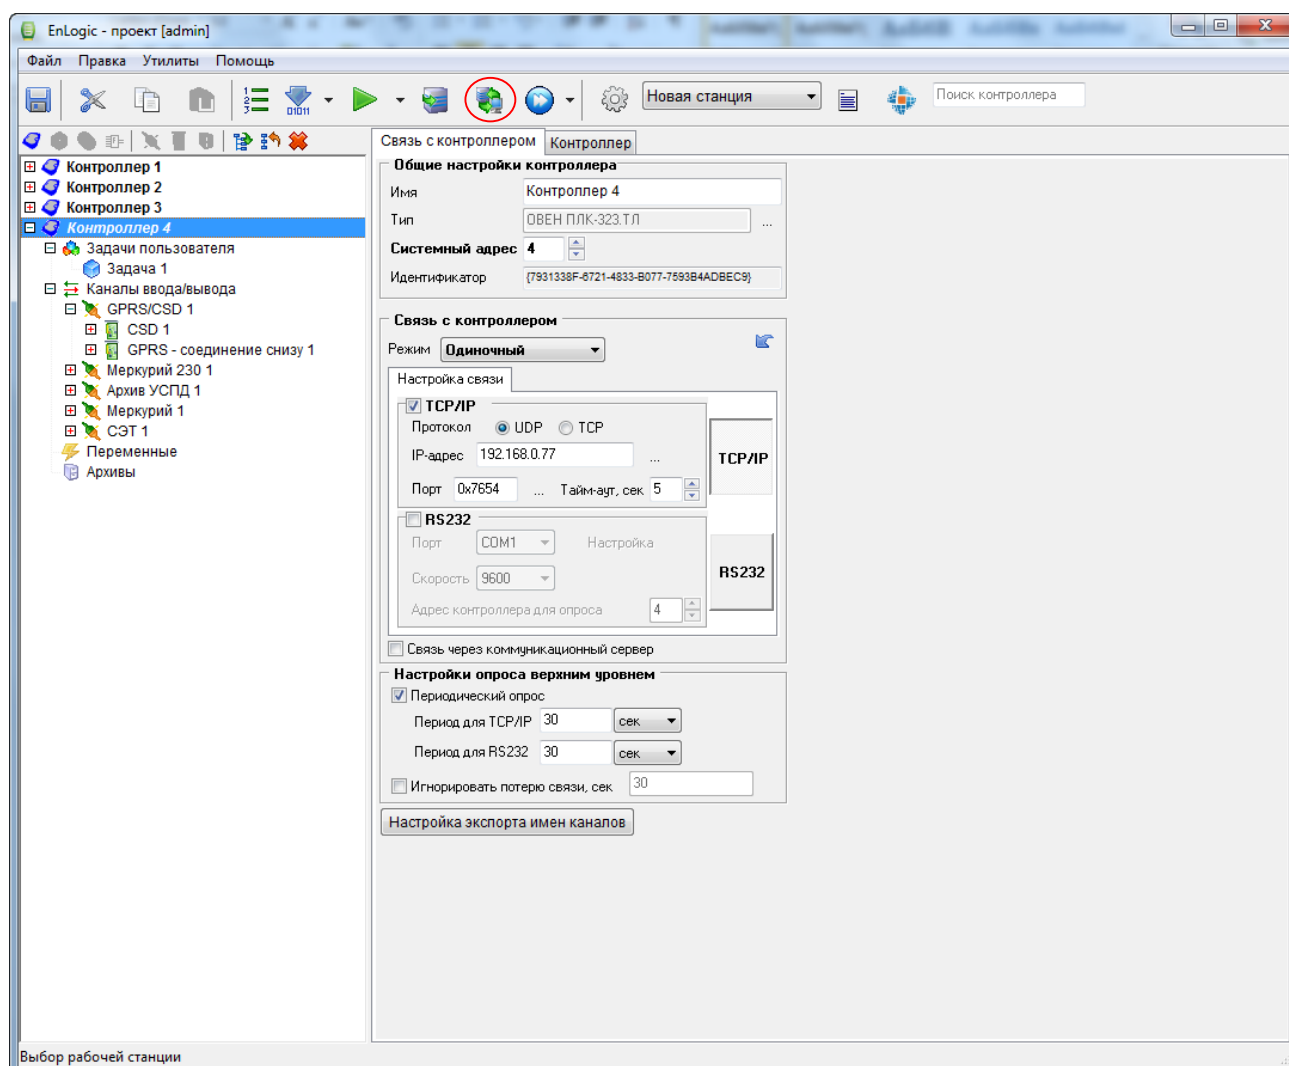 EnLogic - проект [admin]
Файл Правка Утилиты Помощь
1 2 3 01011 Новая станция Поиск контроллера
Связь с контроллером Контроллер
Контроллер 1
Контроллер 2
Контроллер 3
Контроллер 4
Задачи пользователя
Задача 1
Каналы ввода/вывода
GPRS/CSD 1
CSD 1
GPRS - соединение снизу 1
Меркурий 230 1
Архив УСПД 1
Меркурий 1
СЭТ 1
Переменные
Архивы
Общие настройки контроллера
Имя Контроллер 4
Тип ОВЕН ПЛК-323.ТЛ ...
Системный адрес 4
Идентификатор {7931338F-6721-4833-B077-7593B4ADBEC9}
Связь с контроллером
Режим Одиночный
Настройка связи
TCP/IP
Протокол UDP TCP
IP-адрес 192.168.0.77 ...
Порт 0x7654 ... Тайм-аут, сек 5
TCP/IP
RS232
Порт COM1 Настройка
Скорость 9600
Адрес контроллера для опроса 4
RS232
Связь через коммуникационный сервер
Настройки опроса верхним уровнем
Периодический опрос
Период для TCP/IP 30 сек
Период для RS232 30 сек
Игнорировать потерю связи, сек 30
Настройка экспорта имен каналов
Выбор рабочей станции